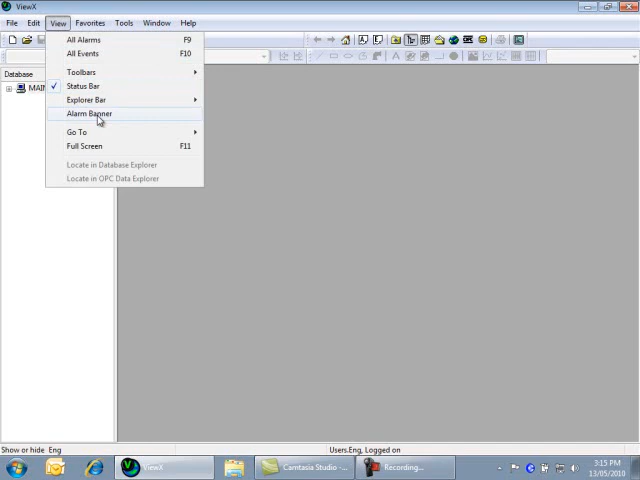 ViewX
File Edit View Favorites Tools Window Help
All Alarms F9
All Events F10
Toolbars
Status Bar
Explorer Bar
Alarm Banner
Go To
Full Screen F11
Locate in Database Explorer
Locate in OPC Data Explorer
Database
MAI
Show or hide Eng
Users.Eng, Logged on
ViewX
Camtasia Studio -...
Recording...
3:15 PM
13/05/2010